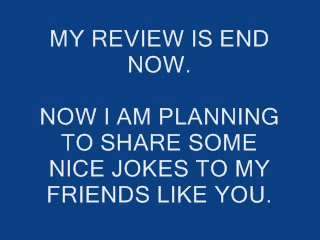 MY REVIEW IS END
NOW.
NOW I AM PLANNING
TO SHARE SOME
NICE JOKES TO MY
FRIENDS LIKE YOU.